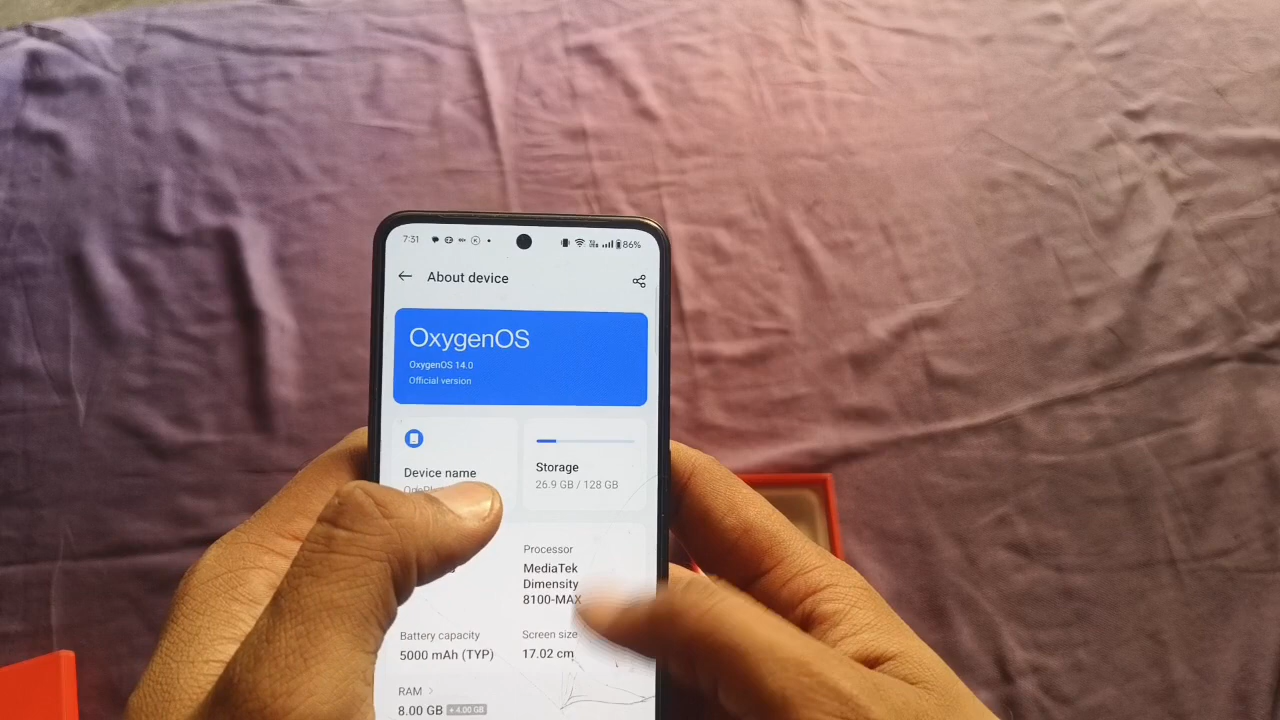 7:31
86%
About device
OxygenOS
OxygenOS 14.0
Official version
Device name
Storage
26.9 GB / 128 GB
Processor
MediaTek
Dimensity
8100-MAX
Battery capacity
5000 mAh (TYP)
Screen size
17.02 cm
RAM
8.00 GB + 4.00 GB